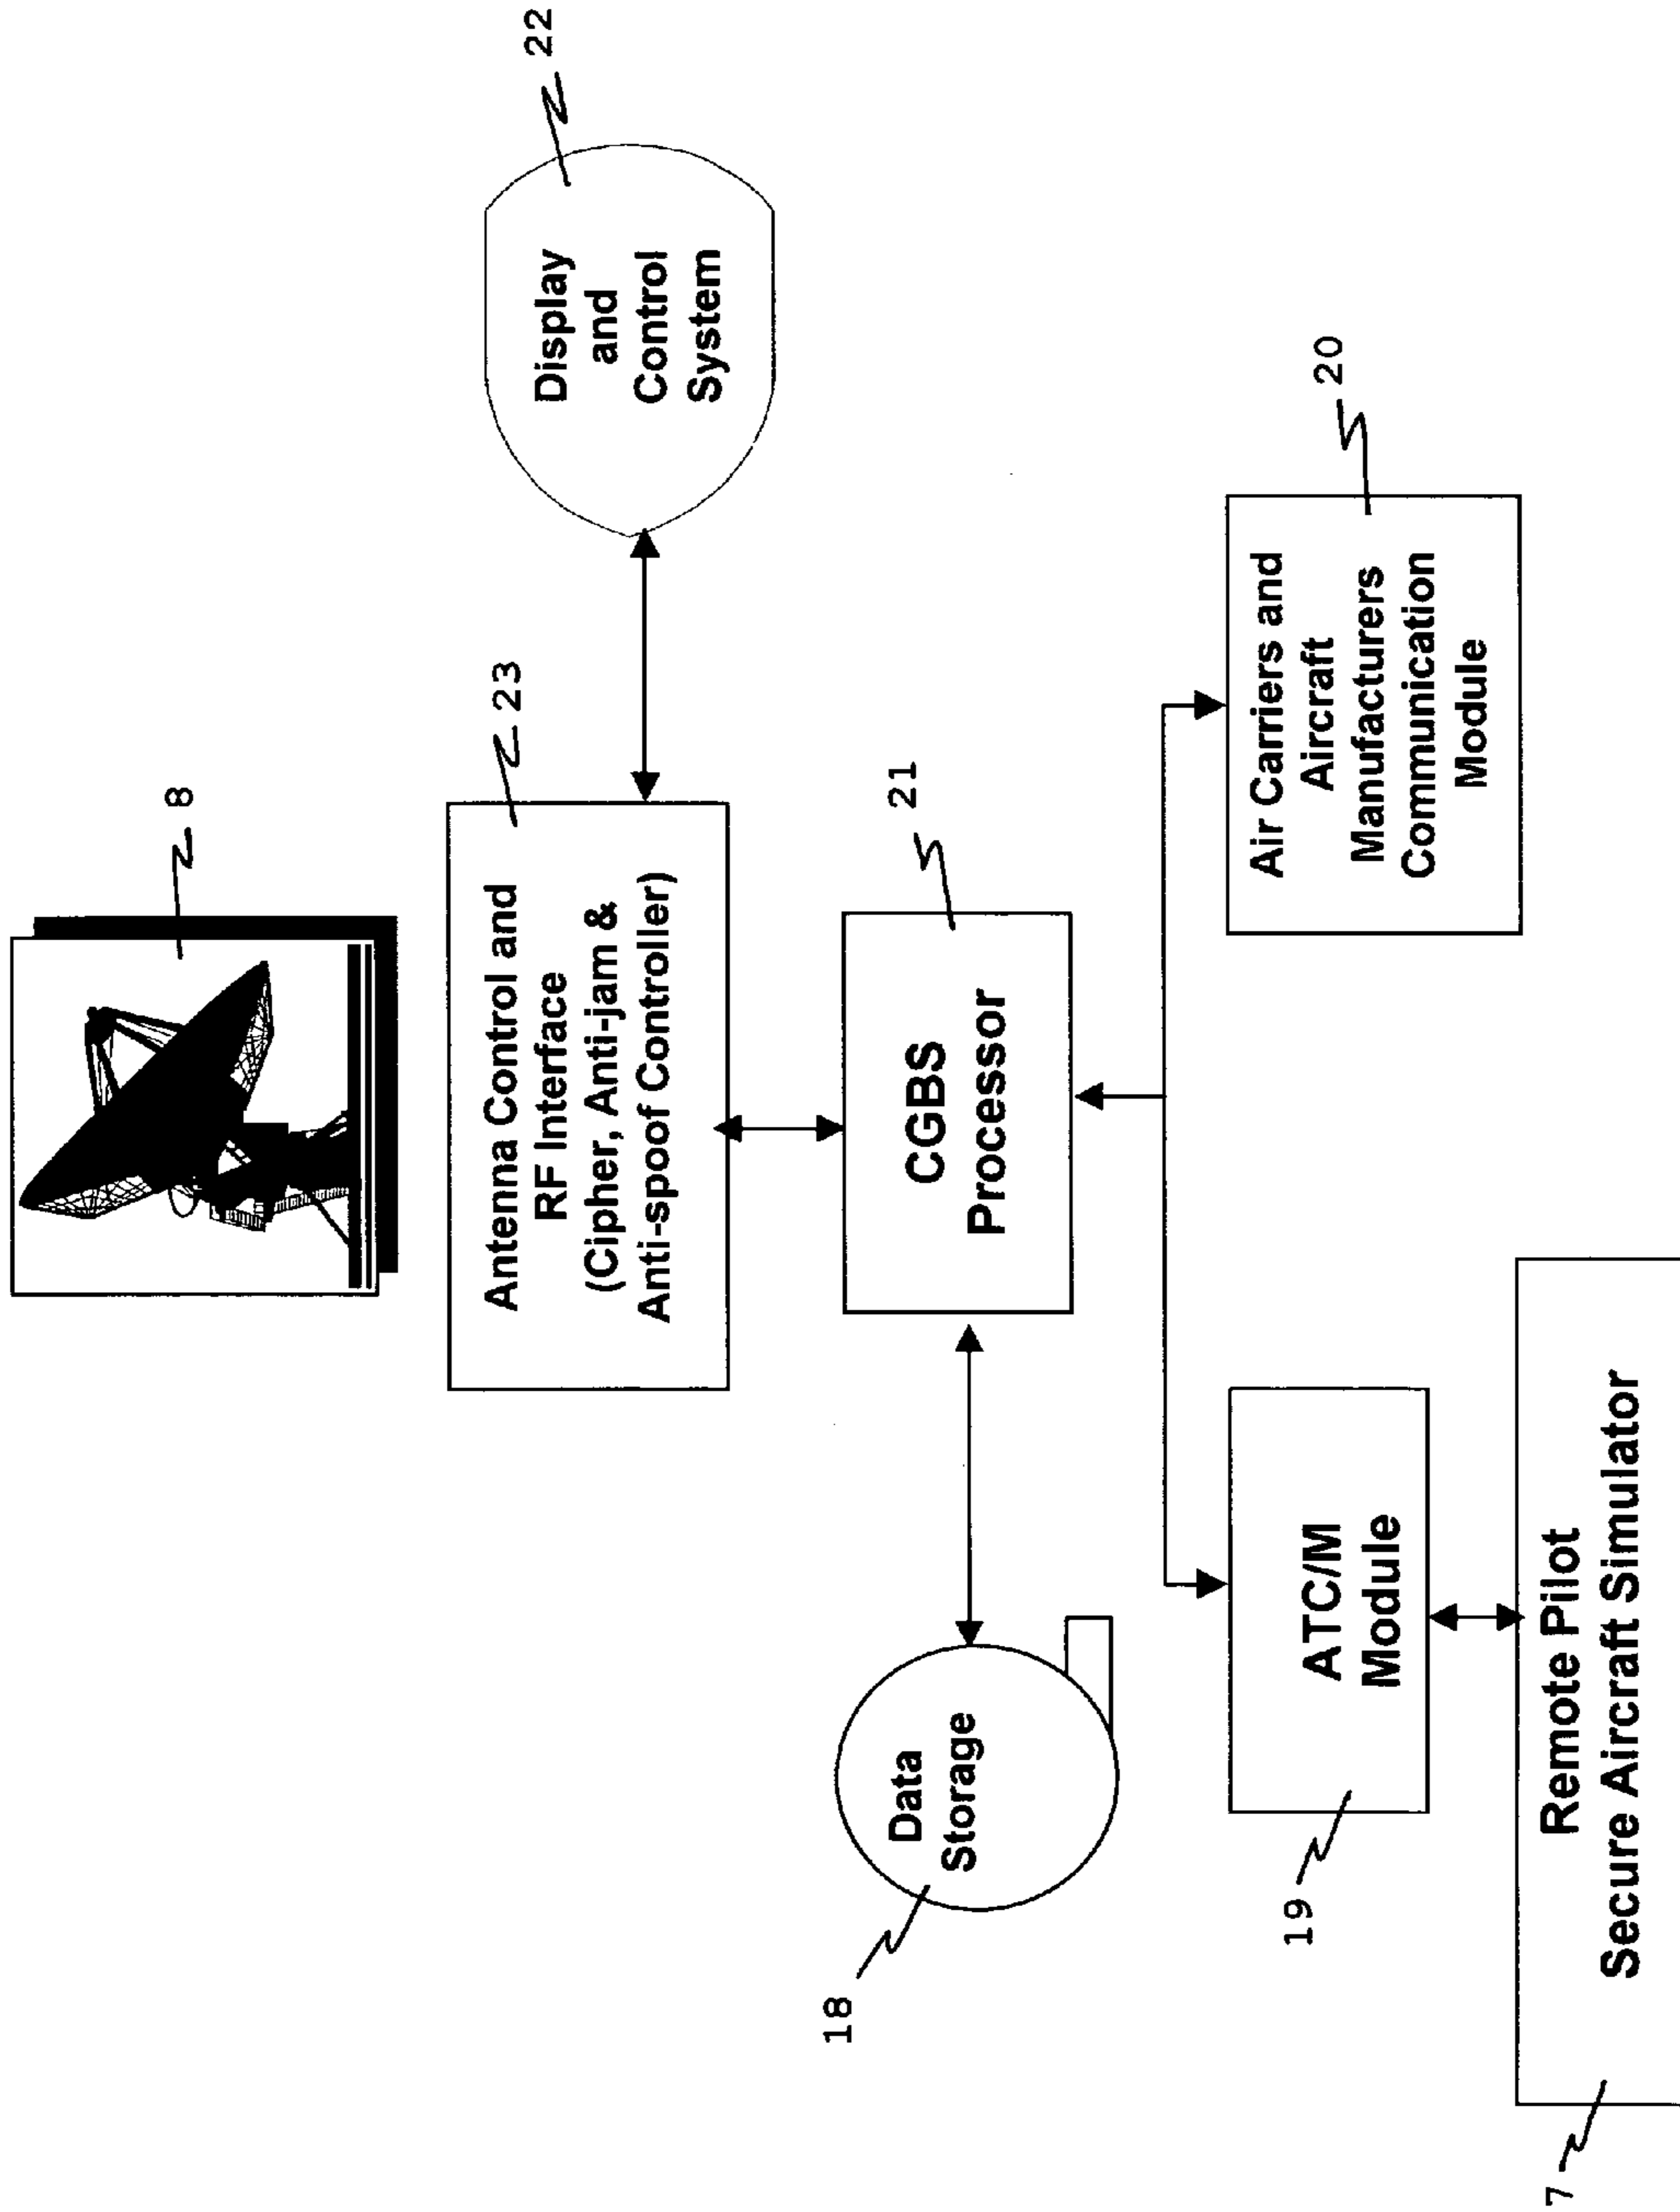 8
22
23
Antenna Control and
RF Interface
(Cipher, Anti-jam &
Anti-spoof Controller)
Display
and
Control
System
18
Data
Storage
21
CGBS
Processor
19
ATC/M
Module
20
Air Carriers and
Aircraft
Manufacturers
Communication
Module
7
Remote Pilot
Secure Aircraft Simulator